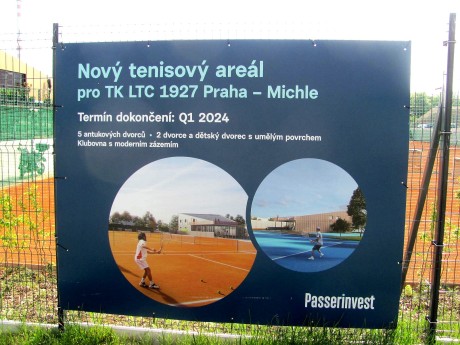 Nový tenisový areál
pro TK LTC 1927 Praha – Michle
Termín dokončení: Q1 2024
5 antukových dvorců • 2 dvorce a dětský dvorec s umělým povrchem
Klubovna s moderním zázemím
Passerinvest